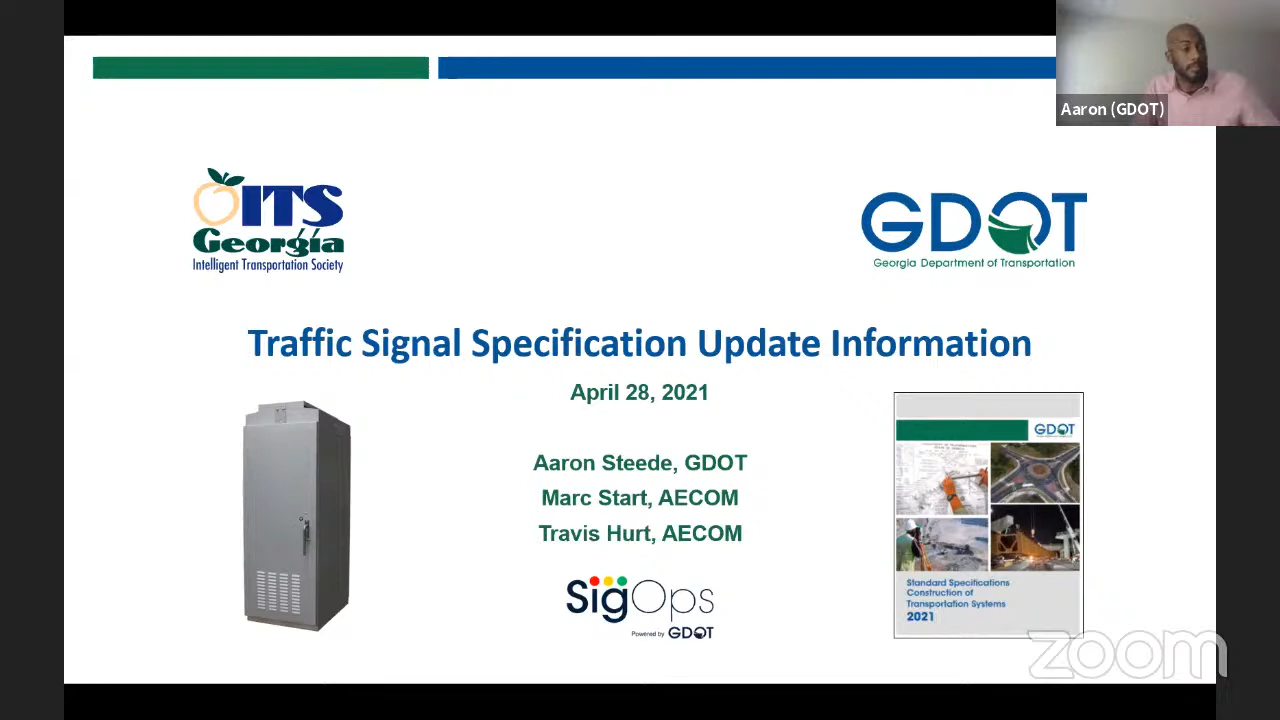 Aaron (GDOT)
ITS
Georgia
Intelligent Transportation Society
GDOT
Georgia Department of Transportation
Traffic Signal Specification Update Information
April 28, 2021
Aaron Steede, GDOT
Marc Start, AECOM
Travis Hurt, AECOM
SigOps
Powered by GDOT
GDOT
Standard Specifications
Construction of
Transportation Systems
2021
zoom